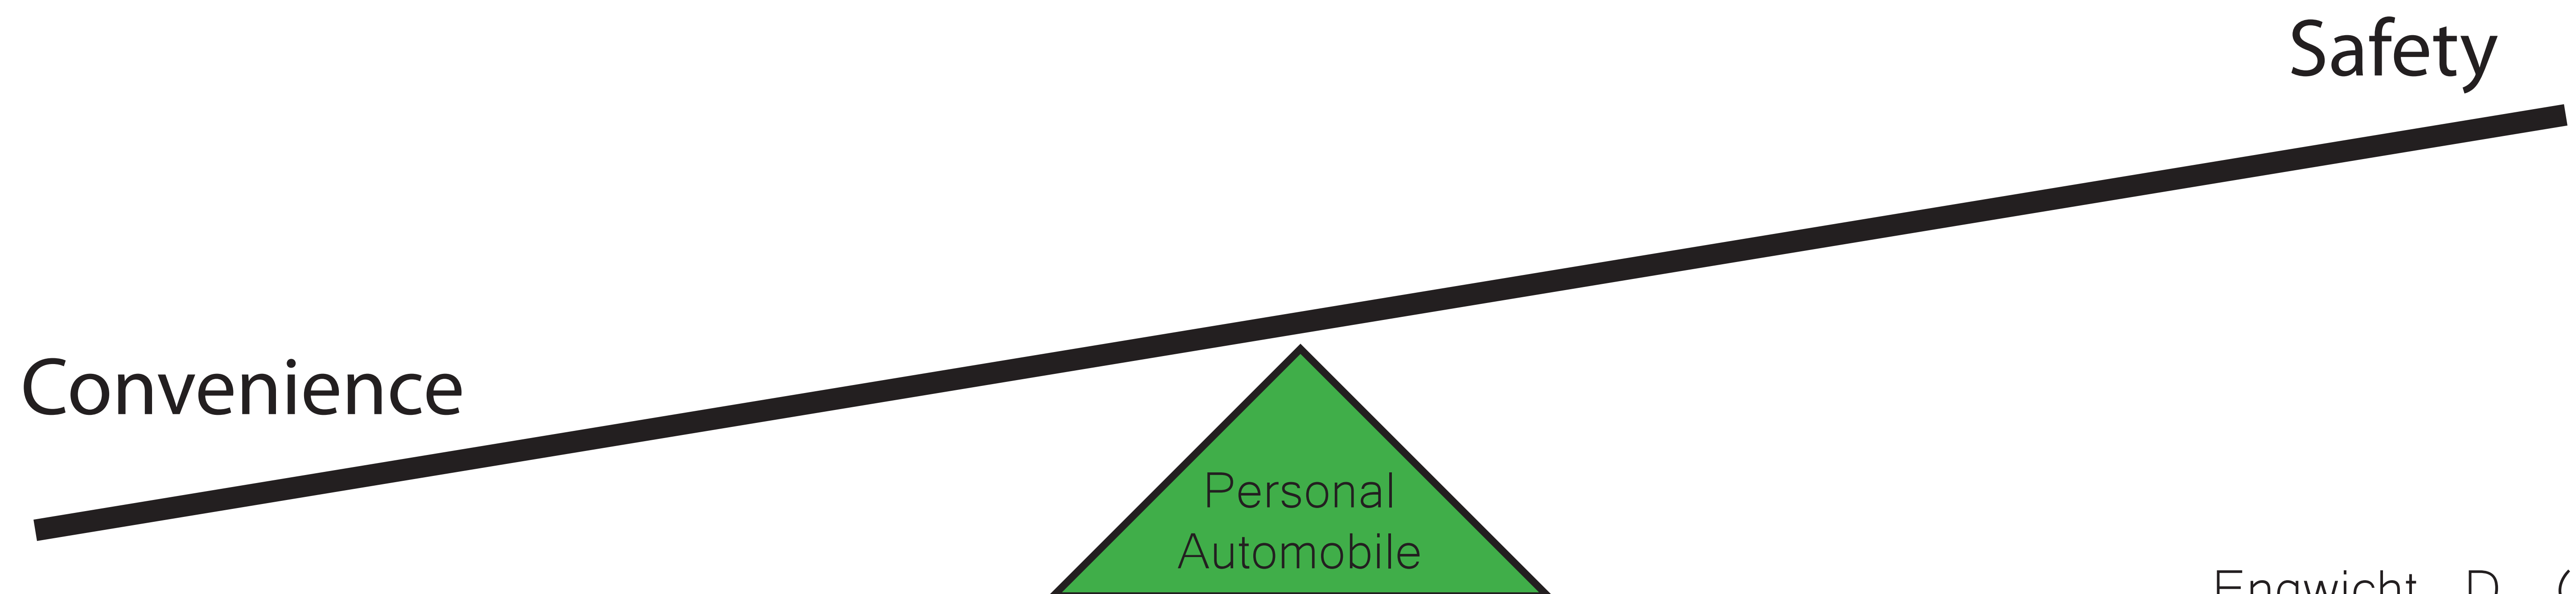 Safety
Convenience
Personal
Automobile
Engwicht, D. (